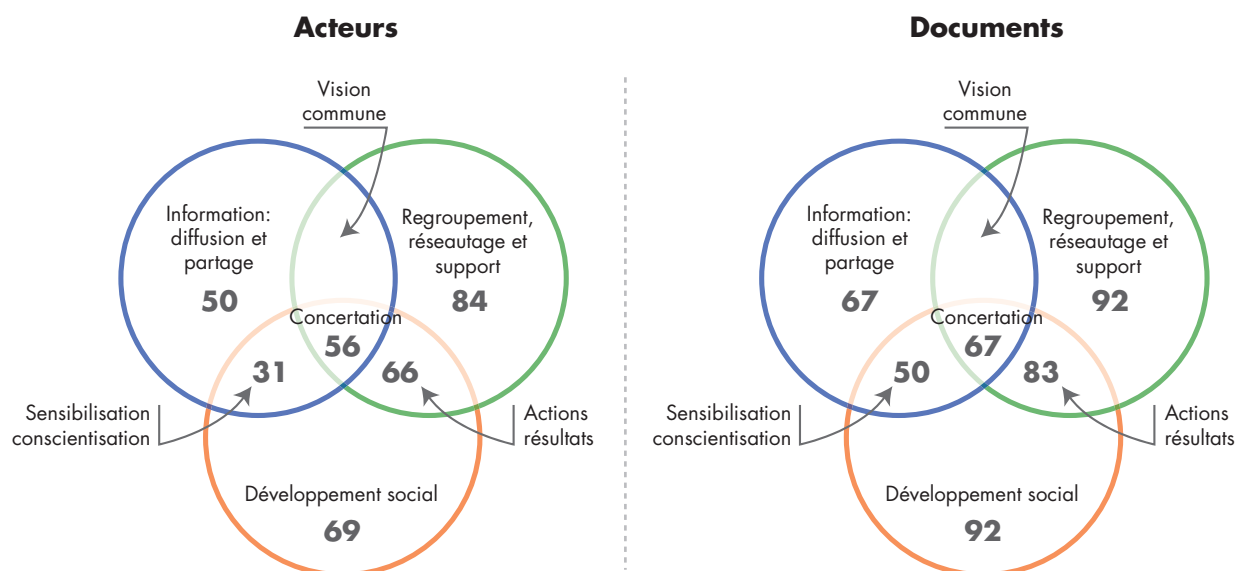 Acteurs
Vision
commune
Information:
diffusion et
partage
50
Regroupement,
réseautage et
support
84
Concertation
56
31
66
Sensibilisation
conscientisation
Actions
résultats
Développement social
69
Documents
Vision
commune
Information:
diffusion et
partage
67
Regroupement,
réseautage et
support
92
Concertation
67
50
83
Sensibilisation
conscientisation
Actions
résultats
Développement social
92